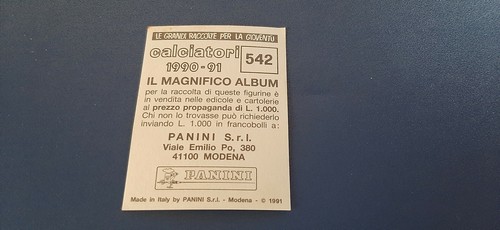 LE GRANDI RACCOLTE PER LA GIOVENTÙ
calciatori
1990-91
542
IL MAGNIFICO ALBUM
per la raccolta di queste figurine è
in vendita nelle edicole e cartolerie
al prezzo propaganda di L. 1.000.
Chi non lo trovasse può richiederlo
inviando L. 1.000 in francobolli a:
PANINI S.r.l.
Viale Emilio Po, 380
41100 MODENA
PANINI
Made in Italy by PANINI S.r.l. - Modena - © 1991